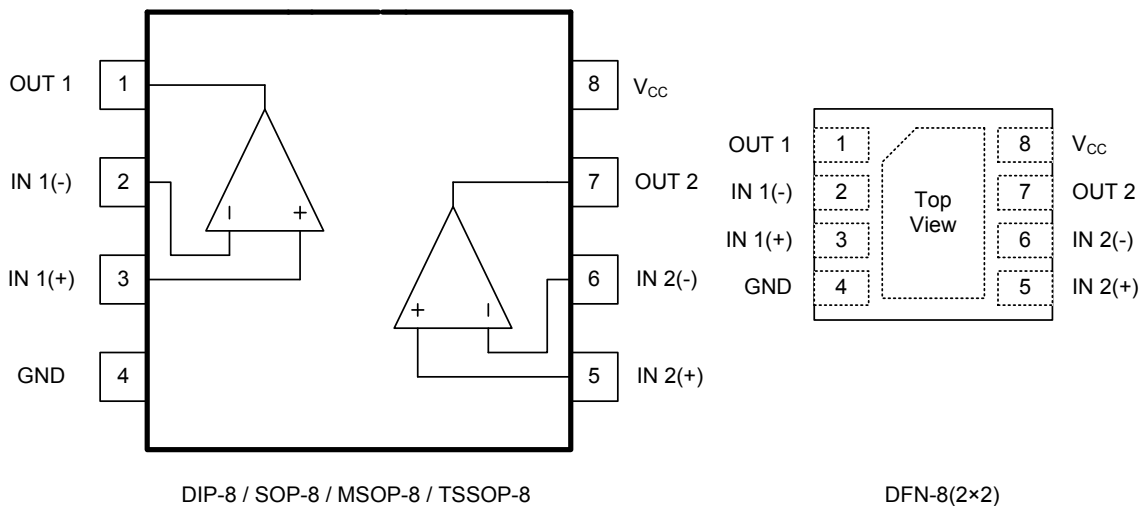 OUT 1 1 8 VCC
IN 1(-) 2 7 OUT 2
IN 1(+) 3 6 IN 2(-)
GND 4 5 IN 2(+)
− +
+ −
DIP-8 / SOP-8 / MSOP-8 / TSSOP-8
OUT 1 1 8 VCC
IN 1(-) 2 7 OUT 2
IN 1(+) 3 6 IN 2(-)
GND 4 5 IN 2(+)
Top
View
DFN-8(2×2)